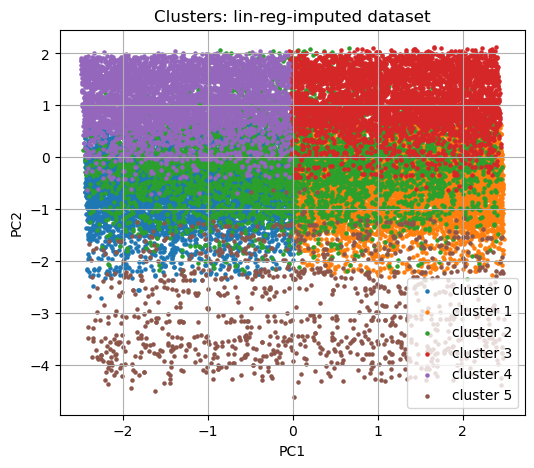 Clusters: lin-reg-imputed dataset
PC2
2
1
0
−1
−2
−3
−4
cluster 0
cluster 1
cluster 2
cluster 3
cluster 4
cluster 5
−2
−1
0
1
2
PC1